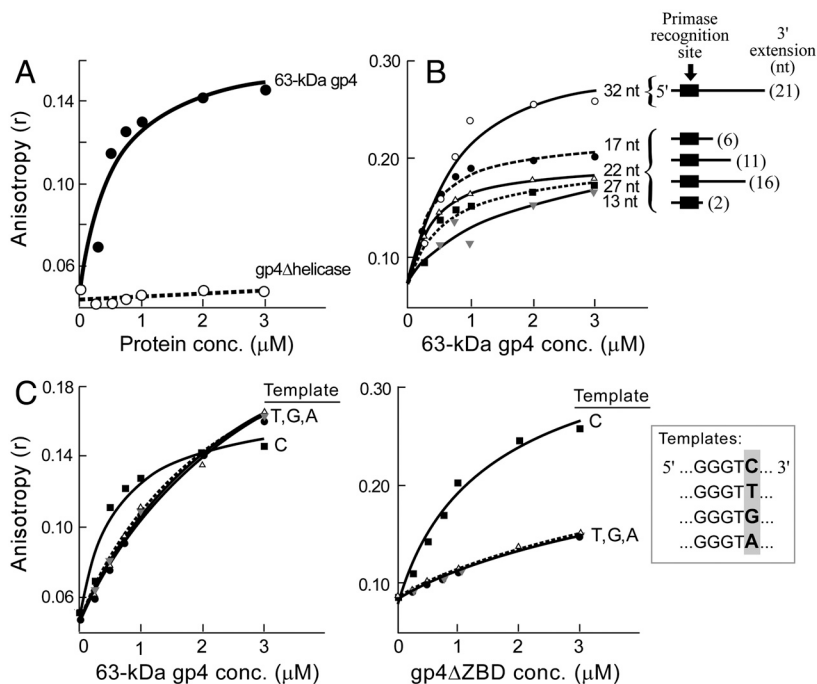 A
Anisotropy (r)
0.14
0.10
0.06
63-kDa gp4
gp4Δhelicase
0 1 2 3
Protein conc. (μM)
B
0.30
0.20
0.10
32 nt
17 nt
22 nt
27 nt
13 nt
0 1 2 3
63-kDa gp4 conc. (μM)
Primase
recognition
site
3'
extension
(nt)
5'
(21)
(6)
(11)
(16)
(2)
C
Anisotropy (r)
0.18
0.14
0.10
0.06
Template
T,G,A
C
0 1 2 3
63-kDa gp4 conc. (μM)
0.30
0.20
0.10
Template
C
T,G,A
0 1 2 3
gp4ΔZBD conc. (μM)
Templates:
5' ...GGGTC... 3'
...GGGTT...
...GGGTG...
...GGGTA...